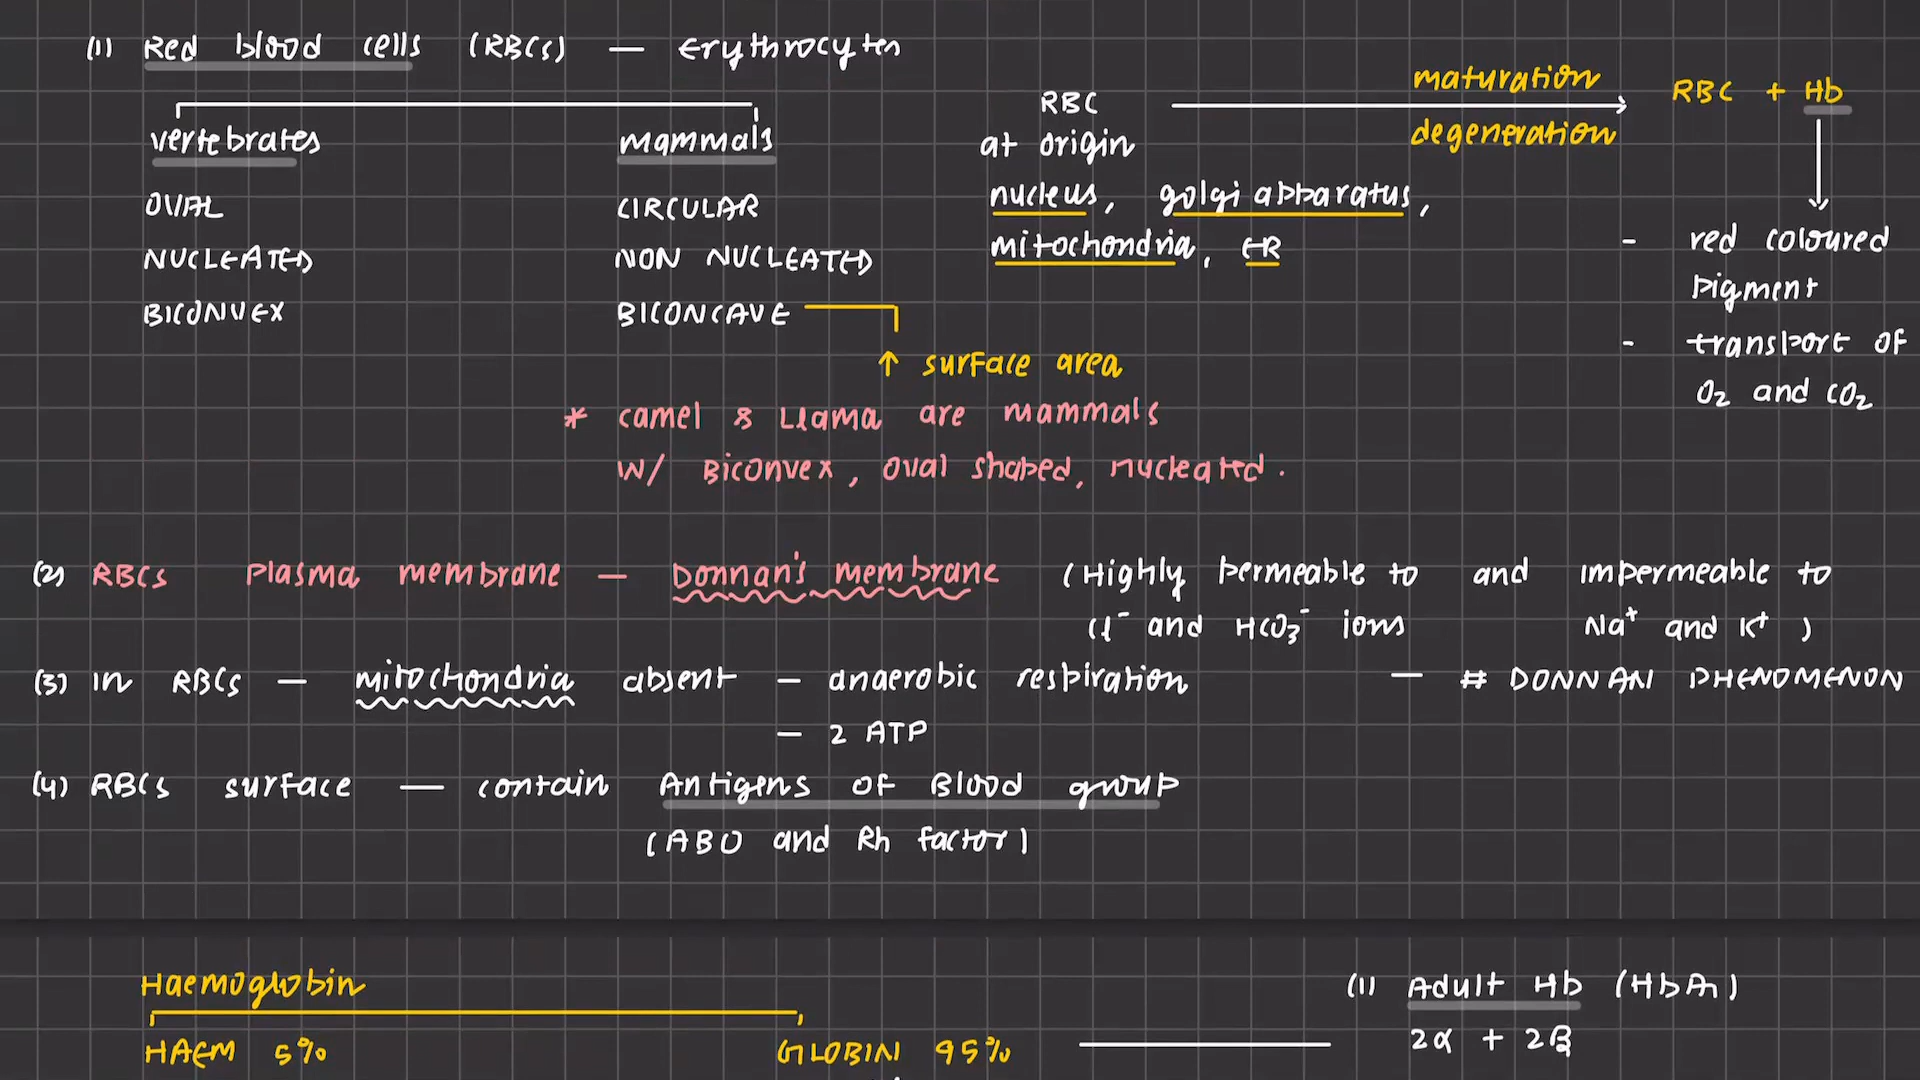 (1) Red blood cells (RBCs) — Erythrocytes
vertebrates
OVAL
NUCLEATED
BICONVEX
mammals
CIRCULAR
NON NUCLEATED
BICONCAVE
↑ surface area
* camel & Llama are mammals
w/ Biconvex, oval shaped, nucleated.
RBC
at origin
nucleus, golgi apparatus,
mitochondria, ER
maturation
degeneration
RBC + Hb
- red coloured
pigment
- transport of
O₂ and CO₂
(2) RBCs Plasma membrane — Donnan's membrane (Highly permeable to and impermeable to
Cl⁻ and HCO₃⁻ ions Na⁺ and K⁺ )
(3) In RBCs — mitochondria absent — anaerobic respiration — # DONNAN PHENOMENON
— 2 ATP
(4) RBCs surface — contain Antigens of Blood group
(ABO and Rh factor)
Haemoglobin
HAEM 5%
GLOBIN 95%
(1) Adult Hb (HbA₁)
2α + 2β